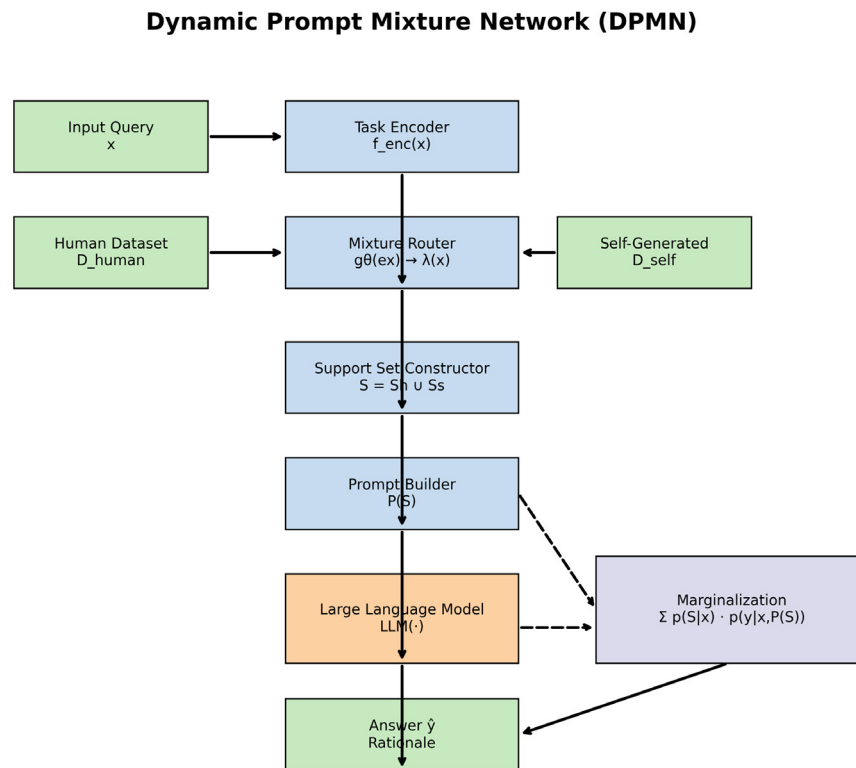 Dynamic Prompt Mixture Network (DPMN)
Input Query
x
Task Encoder
f_enc(x)
Human Dataset
D_human
Mixture Router
gθ(ex) → λ(x)
Self-Generated
D_self
Support Set Constructor
S = Sh ∪ Ss
Prompt Builder
P(S)
Large Language Model
LLM(·)
Marginalization
Σ p(S|x) · p(y|x,P(S))
Answer ŷ
Rationale